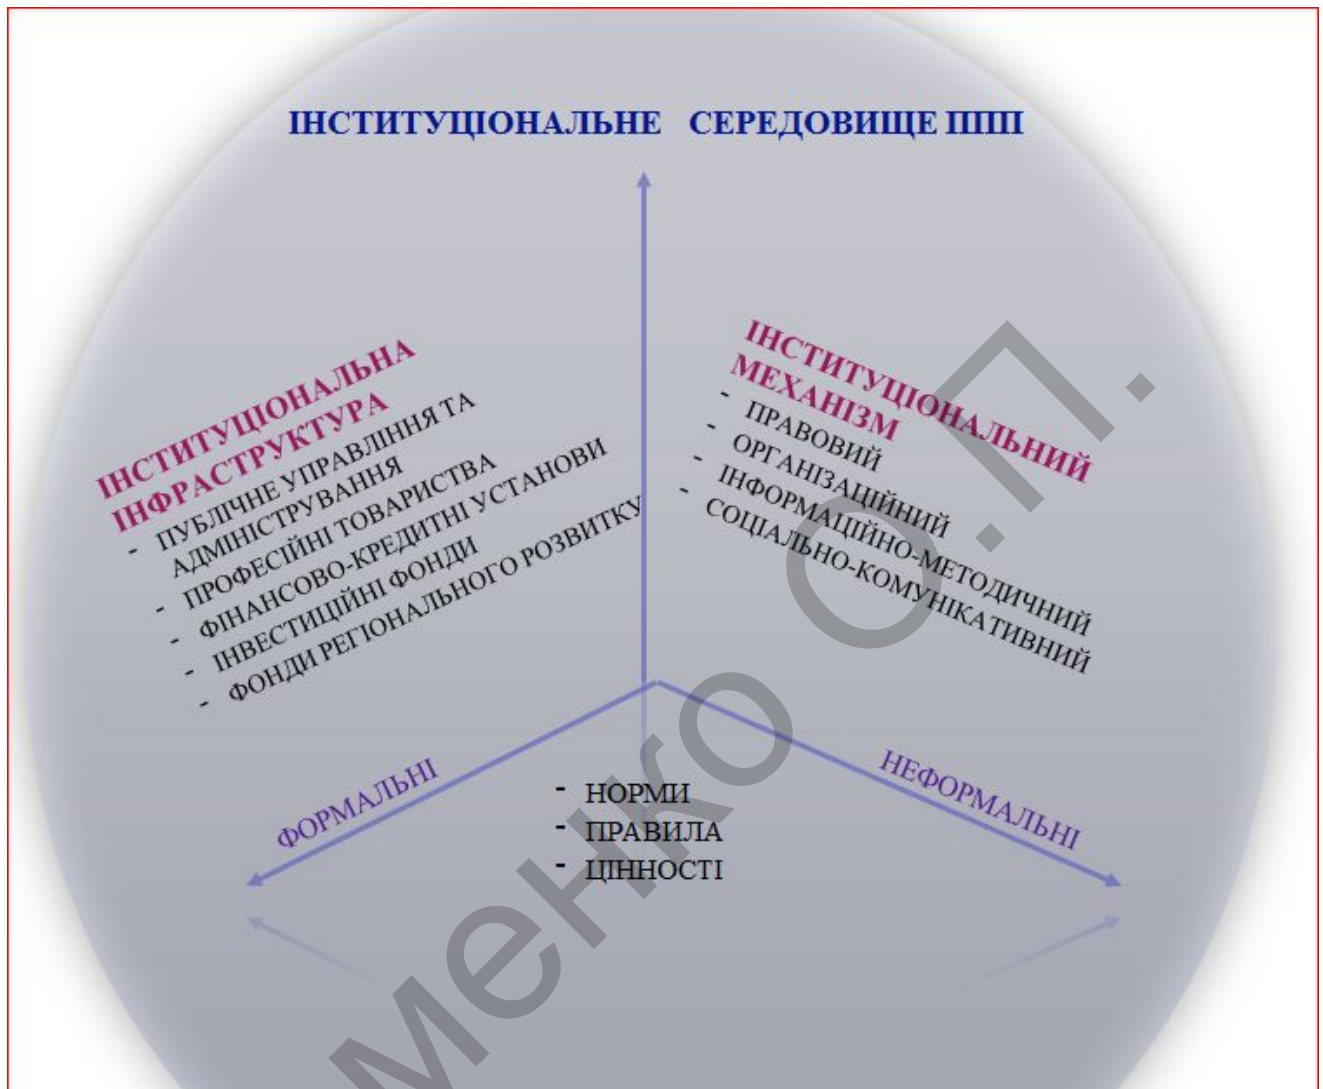 ІНСТИТУЦІОНАЛЬНЕ СЕРЕДОВИЩЕ ППП
ІНСТИТУЦІОНАЛЬНА
ІНФРАСТРУКТУРА
- ПУБЛІЧНЕ УПРАВЛІННЯ ТА
АДМІНІСТРУВАННЯ
- ПРОФЕСІЙНІ ТОВАРИСТВА
- ФІНАНСОВО-КРЕДИТНІ УСТАНОВИ
- ІНВЕСТИЦІЙНІ ФОНДИ
- ФОНДИ РЕГІОНАЛЬНОГО РОЗВИТКУ
ІНСТИТУЦІОНАЛЬНИЙ
МЕХАНІЗМ
- ПРАВОВИЙ
- ОРГАНІЗАЦІЙНИЙ
- ІНФОРМАЦІЙНО-МЕТОДИЧНИЙ
- СОЦІАЛЬНО-КОМУНІКАТИВНИЙ
ФОРМАЛЬНІ
НЕФОРМАЛЬНІ
- НОРМИ
- ПРАВИЛА
- ЦІННОСТІ
менко О.П.